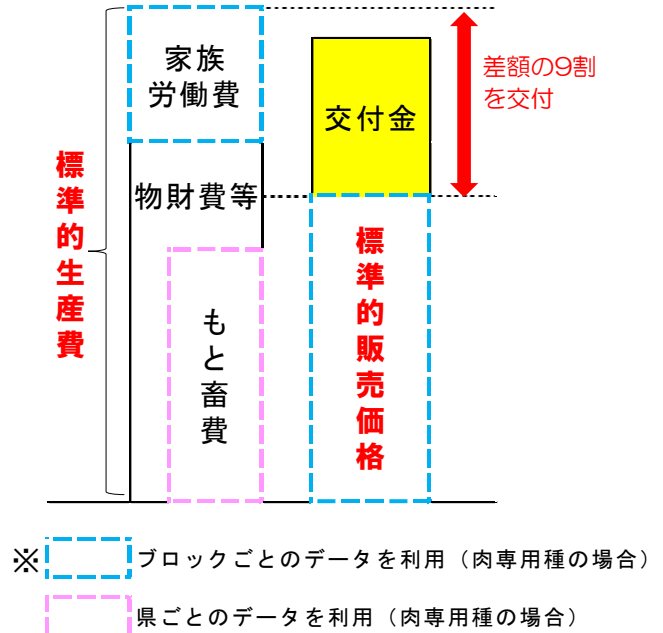 家族
労働費
差額の9割
を交付
交付金
標準的生産費
物財費等
標準的販売価格
もと畜費
※ ブロックごとのデータを利用（肉専用種の場合）
県ごとのデータを利用（肉専用種の場合）